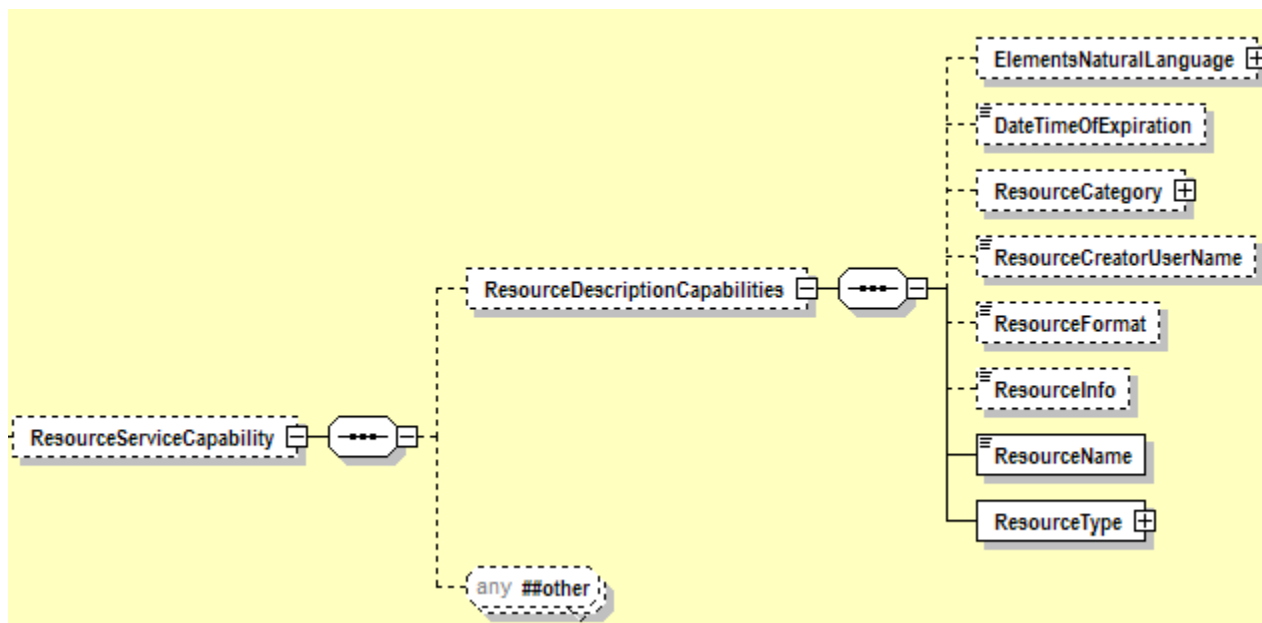 ElementsNaturalLanguage
DateTimeOfExpiration
ResourceCategory
ResourceCreatorUserName
ResourceDescriptionCapabilities
ResourceFormat
ResourceInfo
ResourceServiceCapability
ResourceName
ResourceType
any ##other